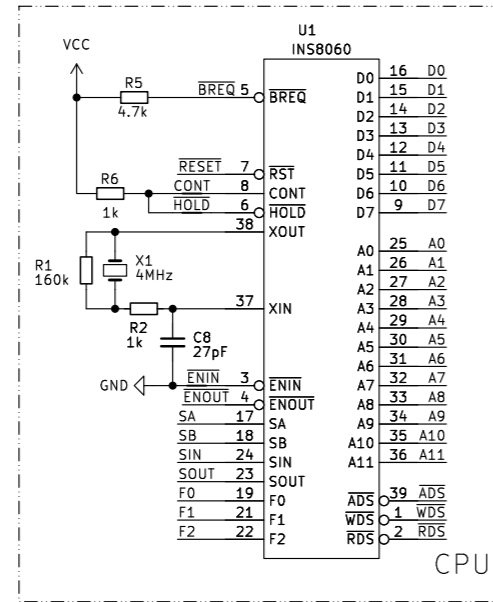 U1
INS8060
VCC
R5
4.7k
BREQ 5 BREQ
RESET 7 RST
R6
1k
CONT 8 CONT
HOLD 6 HOLD
38 XOUT
R1
160k
X1
4MHz
R2
1k
37 XIN
C8
27pF
GND
ENIN 3 ENIN
ENOUT 4 ENOUT
SA 17 SA
SB 18 SB
SIN 24 SIN
SOUT 23 SOUT
F0 19 F0
F1 21 F1
F2 22 F2
D0 16 D0
D1 15 D1
D2 14 D2
D3 13 D3
D4 12 D4
D5 11 D5
D6 10 D6
D7 9 D7
A0 25 A0
A1 26 A1
A2 27 A2
A3 28 A3
A4 29 A4
A5 30 A5
A6 31 A6
A7 32 A7
A8 33 A8
A9 34 A9
A10 35 A10
A11 36 A11
ADS 39 ADS
WDS 1 WDS
RDS 2 RDS
CPU